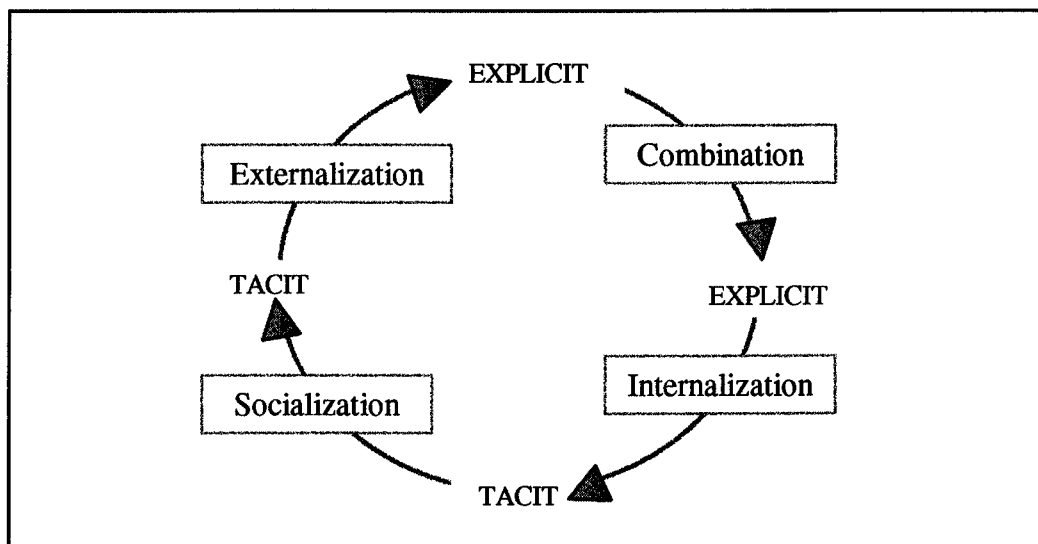 EXPLICIT
Externalization
Combination
TACIT
EXPLICIT
Socialization
Internalization
TACIT